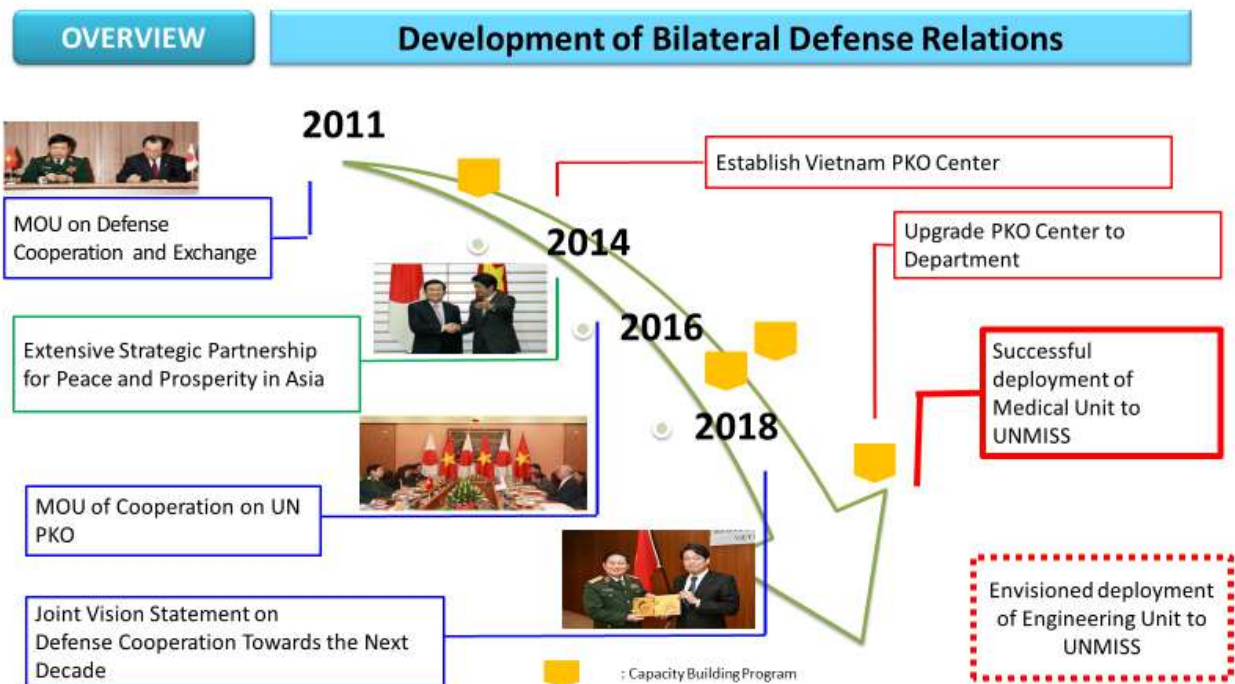 OVERVIEW
Development of Bilateral Defense Relations
2011
MOU on Defense
Cooperation and Exchange
Establish Vietnam PKO Center
2014
Upgrade PKO Center to
Department
Extensive Strategic Partnership
for Peace and Prosperity in Asia
2016
Successful
deployment of
Medical Unit to
UNMISS
2018
MOU of Cooperation on UN
PKO
Joint Vision Statement on
Defense Cooperation Towards the Next
Decade
Envisioned deployment
of Engineering Unit to
UNMISS
: Capacity Building Program